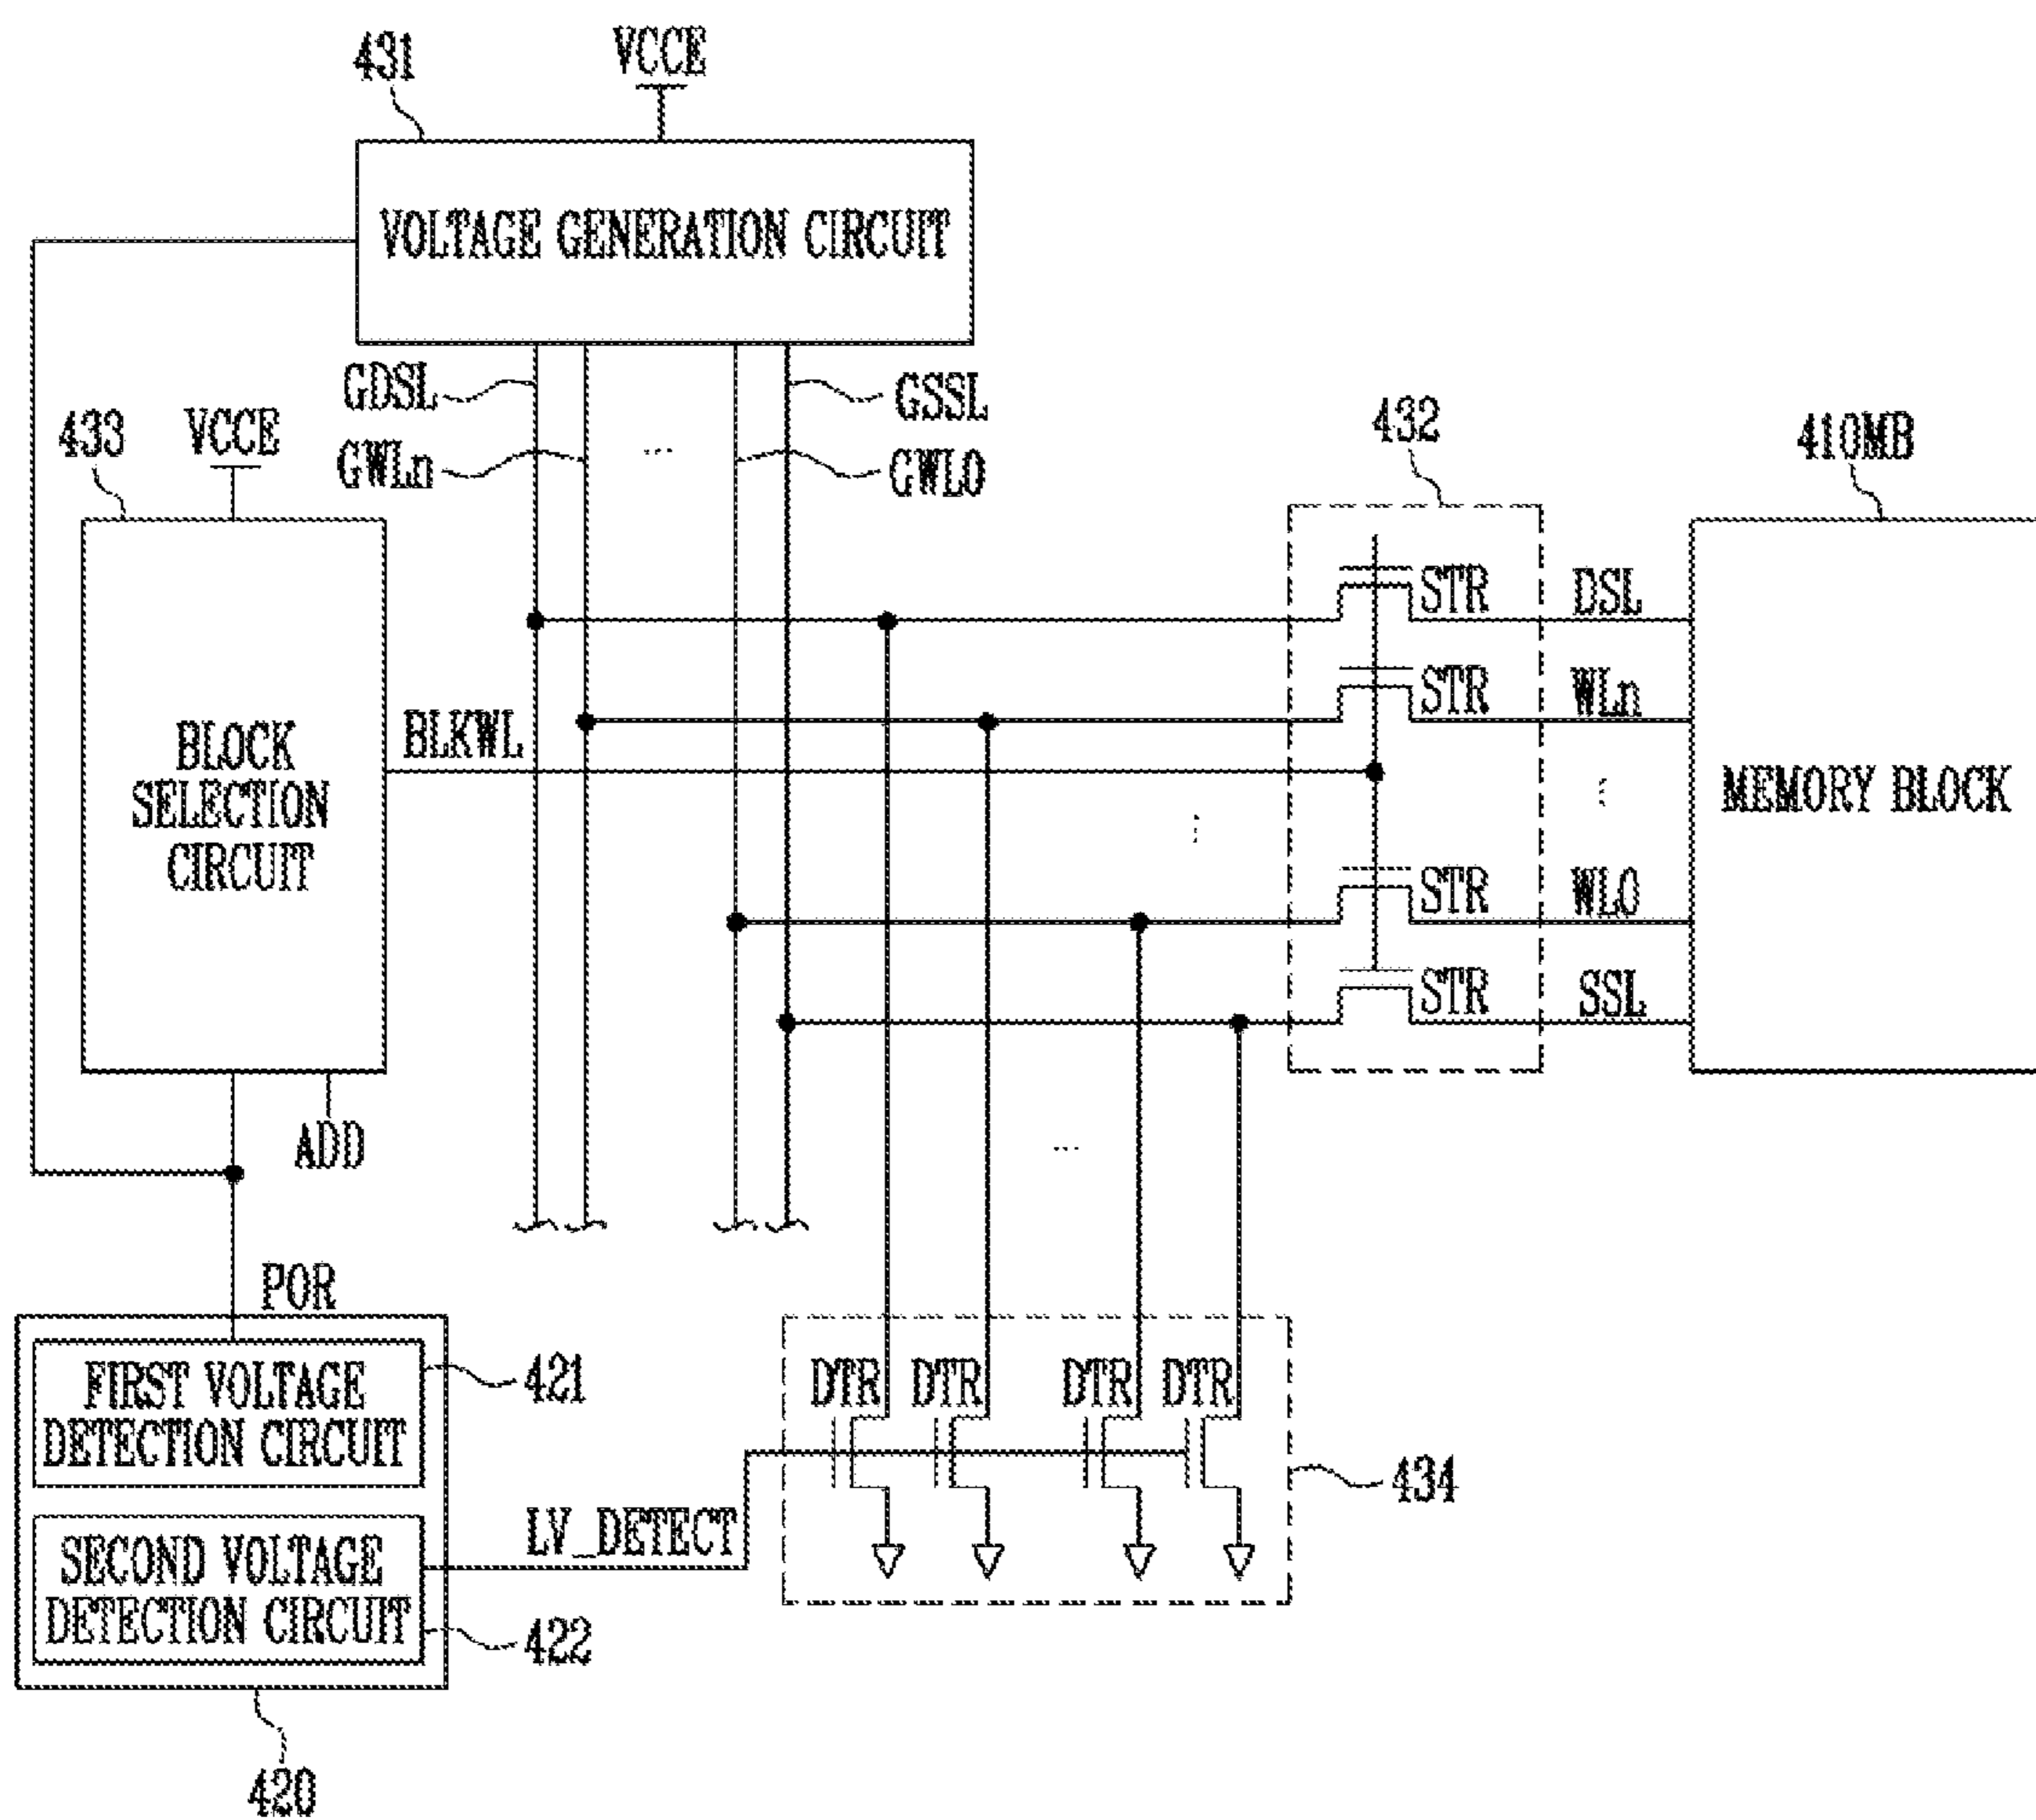 431
VCCE
VOLTAGE GENERATION CIRCUIT
GDSL
GSSL
433
VCCE
GWLn
...
GWL0
432
410MB
BLOCK
SELECTION
CIRCUIT
BLKWL
STR
DSL
STR
WLn
MEMORY BLOCK
STR
WL0
STR
SSL
ADD
...
POR
FIRST VOLTAGE
DETECTION CIRCUIT
421
DTR
DTR
DTR
DTR
434
LV_DETECT
SECOND VOLTAGE
DETECTION CIRCUIT
422
420